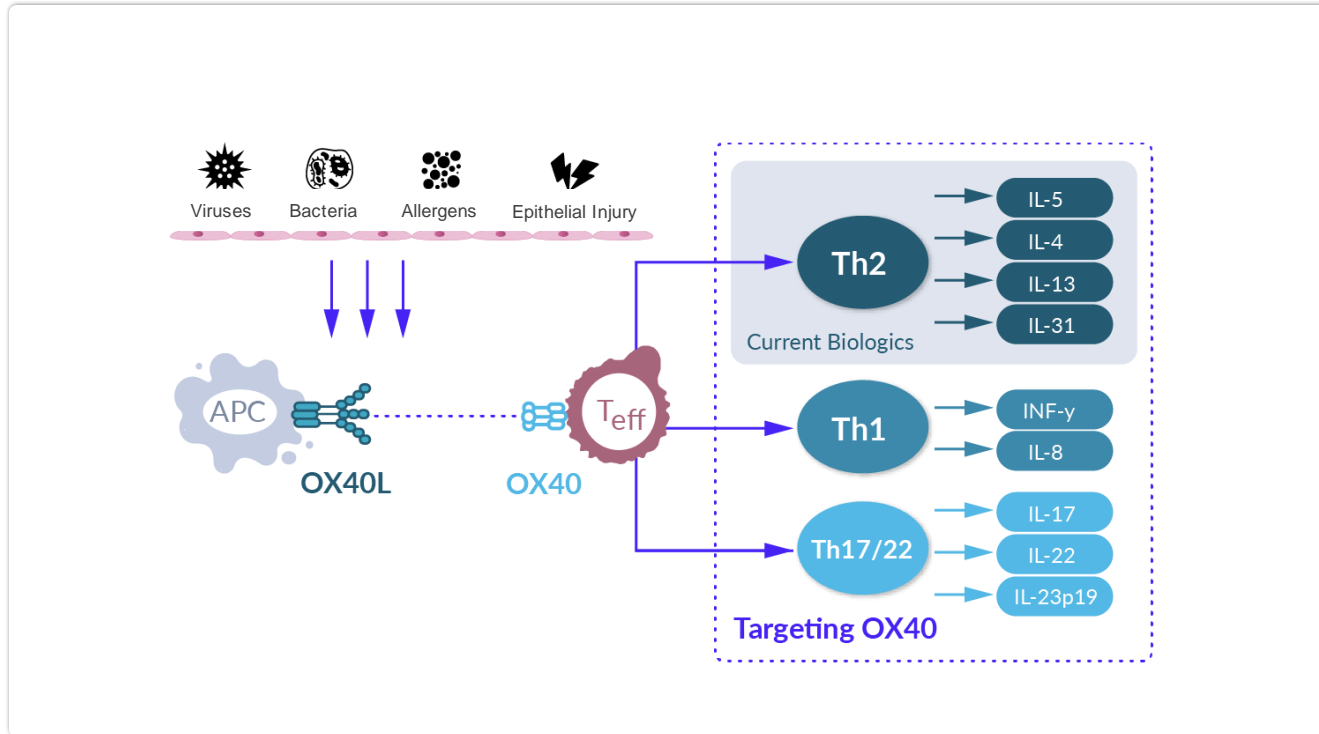 Viruses
Bacteria
Allergens
Epithelial Injury
APC
OX40L
OX40
Teff
Th2
IL-5
IL-4
IL-13
IL-31
Current Biologics
Th1
INF-y
IL-8
Th17/22
IL-17
IL-22
IL-23p19
Targeting OX40